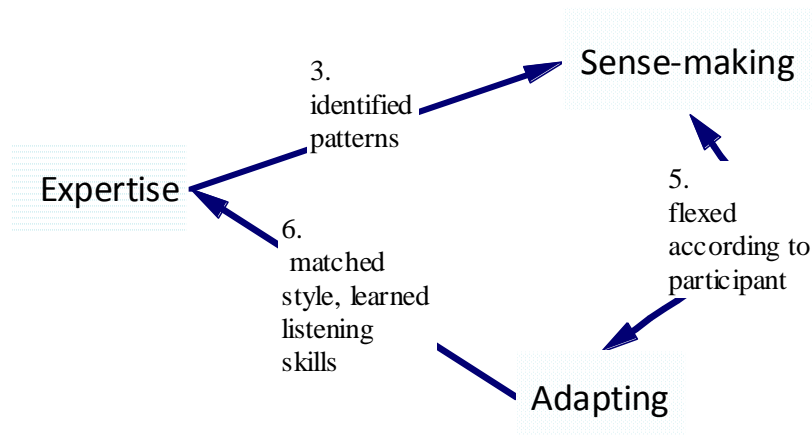 Sense-making
3.
identified
patterns
Expertise
5.
flexed
according to
participant
6.
matched
style, learned
listening
skills
Adapting